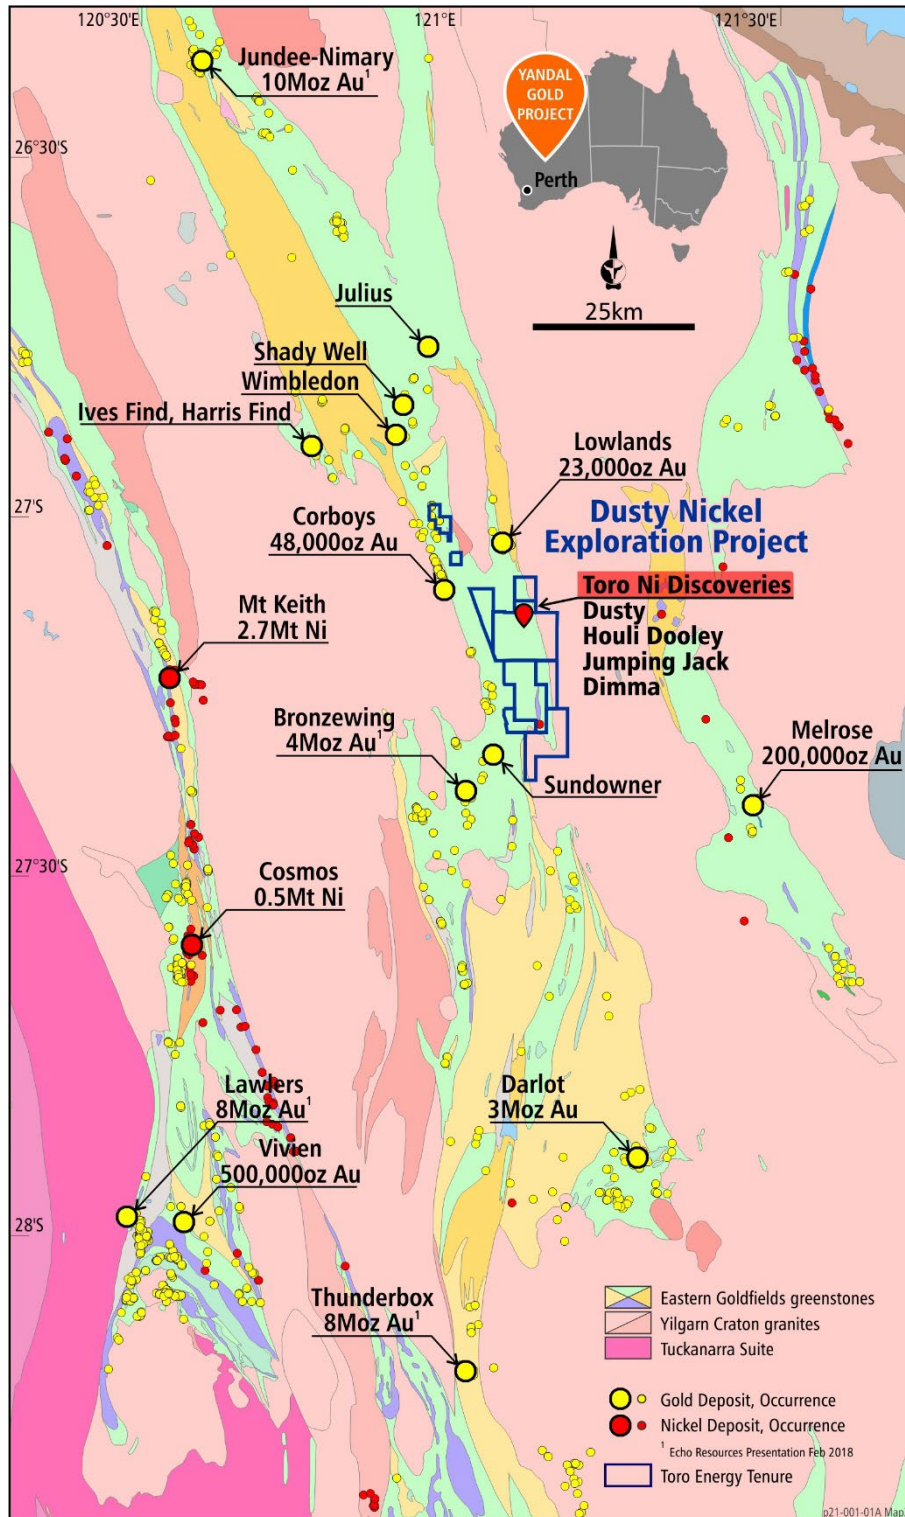 120°30'E
121°E
121°30'E
Jundee-Nimary
10Moz Au¹
YANDAL
GOLD
PROJECT
26°30'S
Perth
25km
Julius
Shady Well
Wimbledon
Ives Find, Harris Find
Lowlands
23,000oz Au
27°S
Dusty Nickel
Exploration Project
Corboys
48,000oz Au
Toro Ni Discoveries
Dusty
Houli Dooley
Jumping Jack
Dimma
Mt Keith
2.7Mt Ni
Bronzewing
4Moz Au¹
Melrose
200,000oz Au
Sundowner
27°30'S
Cosmos
0.5Mt Ni
Lawlers
8Moz Au¹
Darlot
3Moz Au
Vivien
500,000oz Au
28°S
Thunderbox
8Moz Au¹
Eastern Goldfields greenstones
Yilgarn Craton granites
Tuckanarra Suite
Gold Deposit, Occurrence
Nickel Deposit, Occurrence
¹ Echo Resources Presentation Feb 2018
Toro Energy Tenure
p21-001-01A Map